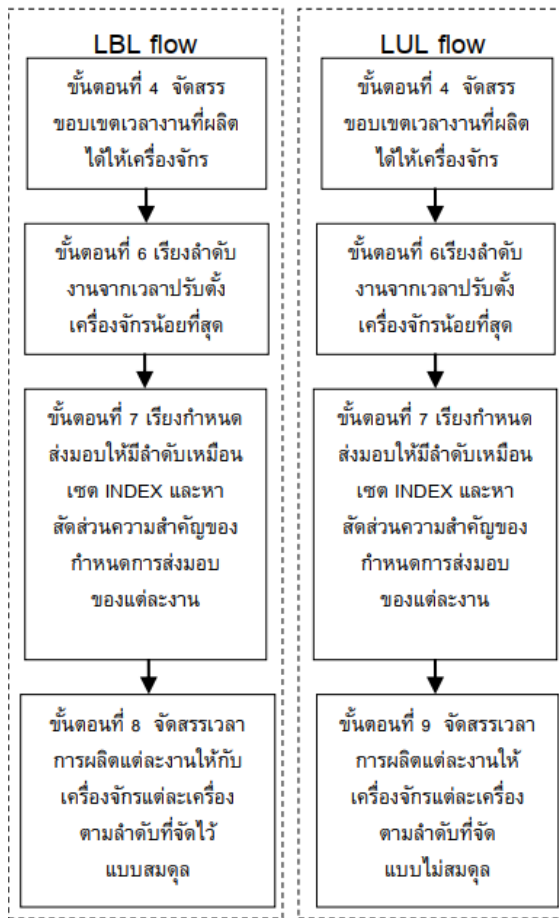 LBL flow
ขั้นตอนที่ 4 จัดสรร
ขอบเขตเวลางานที่ผลิต
ได้ให้เครื่องจักร
ขั้นตอนที่ 6 เรียงลำดับ
งานจากเวลาปรับตั้ง
เครื่องจักรน้อยที่สุด
ขั้นตอนที่ 7 เรียงกำหนด
ส่งมอบให้มีลำดับเหมือน
เซต INDEX และหา
สัดส่วนความสำคัญของ
กำหนดการส่งมอบ
ของแต่ละงาน
ขั้นตอนที่ 8 จัดสรรเวลา
การผลิตแต่ละงานให้กับ
เครื่องจักรแต่ละเครื่อง
ตามลำดับที่จัดไว้
แบบสมดุล
LUL flow
ขั้นตอนที่ 4 จัดสรร
ขอบเขตเวลางานที่ผลิต
ได้ให้เครื่องจักร
ขั้นตอนที่ 6เรียงลำดับ
งานจากเวลาปรับตั้ง
เครื่องจักรน้อยที่สุด
ขั้นตอนที่ 7 เรียงกำหนด
ส่งมอบให้มีลำดับเหมือน
เซต INDEX และหา
สัดส่วนความสำคัญของ
กำหนดการส่งมอบ
ของแต่ละงาน
ขั้นตอนที่ 9 จัดสรรเวลา
การผลิตแต่ละงานให้
เครื่องจักรแต่ละเครื่อง
ตามลำดับที่จัด
แบบไม่สมดุล